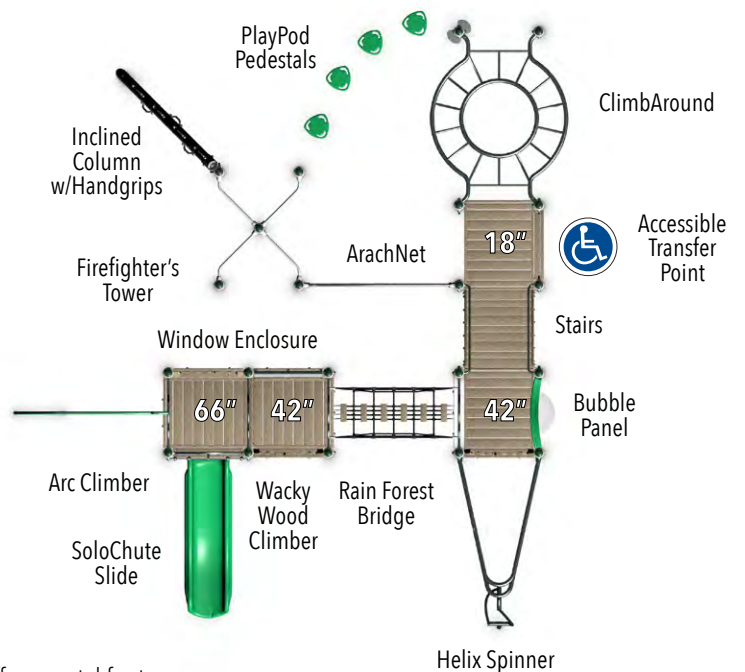 PlayPod
Pedestals
ClimbAround
Inclined
Column
w/Handgrips
18"
Accessible
Transfer
Point
ArachNet
Firefighter's
Tower
Stairs
Window Enclosure
66"
42"
42"
Bubble
Panel
Arc Climber
Wacky
Wood
Climber
Rain Forest
Bridge
SoloChute
Slide
Helix Spinner